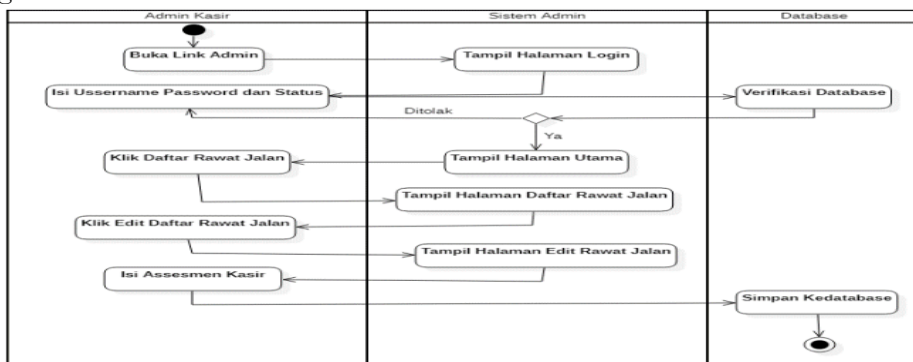 Admin Kasir
Sistem Admin
Database
Buka Link Admin
Tampil Halaman Login
Isi Ussername Password dan Status
Verifikasi Database
Ditolak
Ya
Klik Daftar Rawat Jalan
Tampil Halaman Utama
Tampil Halaman Daftar Rawat Jalan
Klik Edit Daftar Rawat Jalan
Tampil Halaman Edit Rawat Jalan
Isi Assesmen Kasir
Simpan Kedatabase